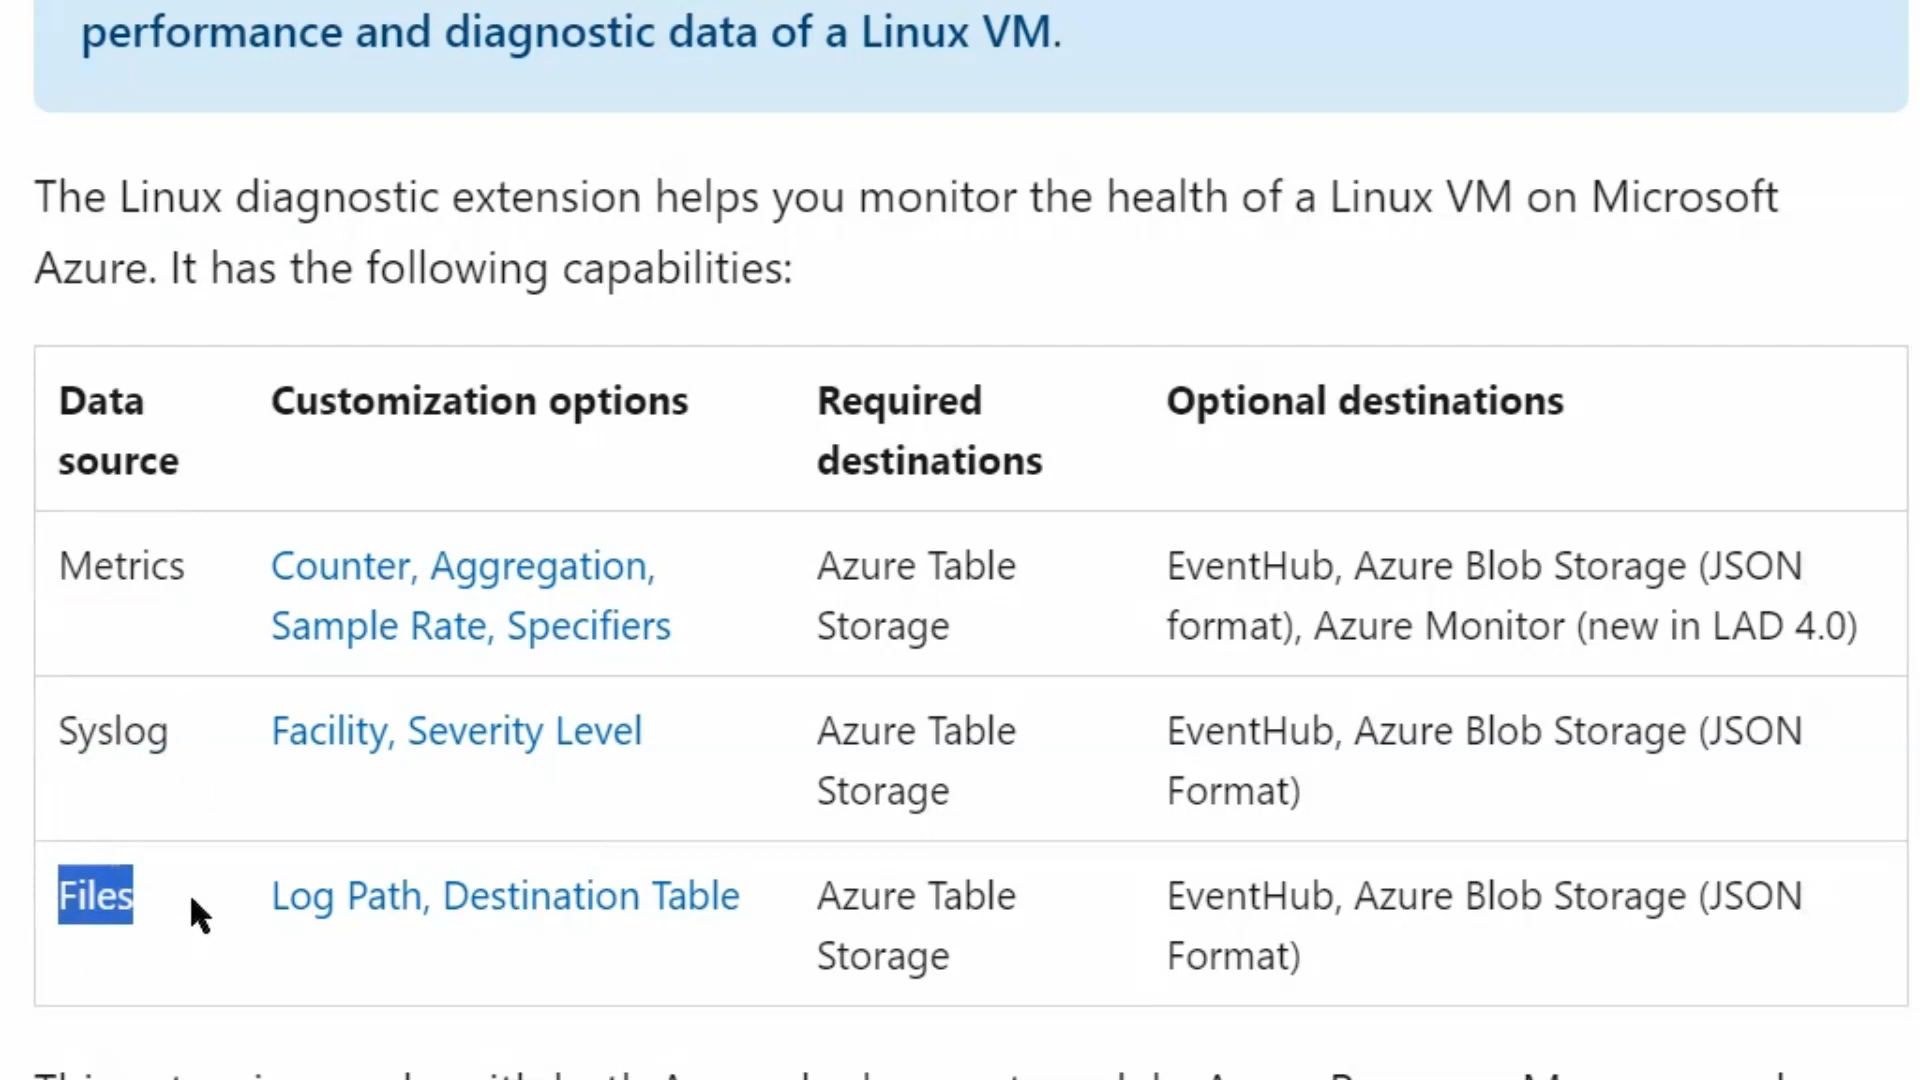 performance and diagnostic data of a Linux VM.
The Linux diagnostic extension helps you monitor the health of a Linux VM on Microsoft
Azure. It has the following capabilities:
Data source
Customization options
Required destinations
Optional destinations
Metrics
Counter, Aggregation,
Sample Rate, Specifiers
Azure Table
Storage
EventHub, Azure Blob Storage (JSON
format), Azure Monitor (new in LAD 4.0)
Syslog
Facility, Severity Level
Azure Table
Storage
EventHub, Azure Blob Storage (JSON
Format)
Files
Log Path, Destination Table
Azure Table
Storage
EventHub, Azure Blob Storage (JSON
Format)